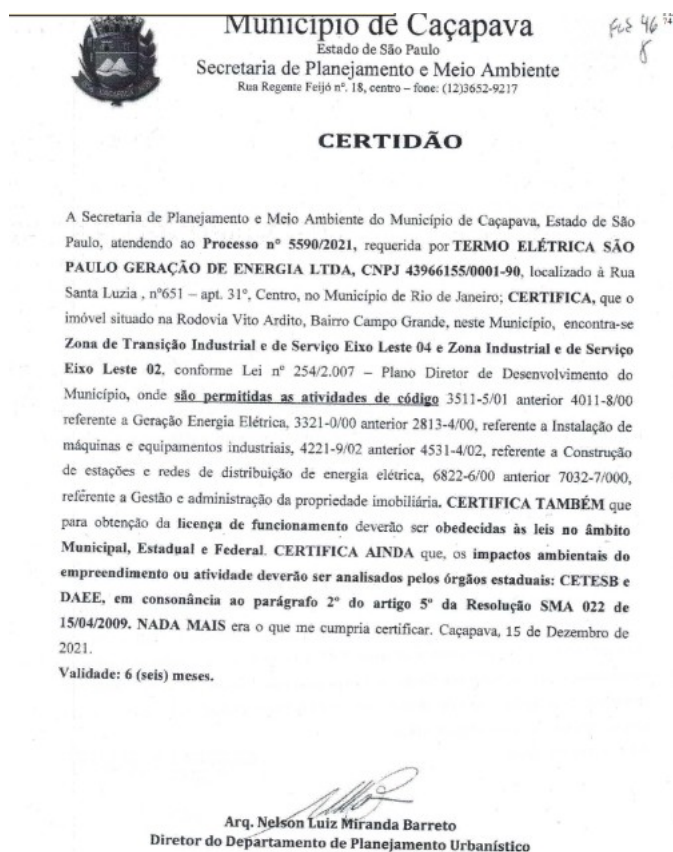 Município de Caçapava
Estado de São Paulo
Secretaria de Planejamento e Meio Ambiente
Rua Regente Feijó nº. 18, centro – fone: (12)3652-9217
46
CERTIDÃO
A Secretaria de Planejamento e Meio Ambiente do Município de Caçapava, Estado de São
Paulo, atendendo ao Processo nº 5590/2021, requerida por TERMO ELÉTRICA SÃO
PAULO GERAÇÃO DE ENERGIA LTDA, CNPJ 43966155/0001-90, localizado à Rua
Santa Luzia , nº651 – apt. 31º, Centro, no Município de Rio de Janeiro; CERTIFICA, que o
imóvel situado na Rodovia Vito Ardito, Bairro Campo Grande, neste Município, encontra-se
Zona de Transição Industrial e de Serviço Eixo Leste 04 e Zona Industrial e de Serviço
Eixo Leste 02, conforme Lei nº 254/2.007 – Plano Diretor de Desenvolvimento do
Município, onde são permitidas as atividades de código 3511-5/01 anterior 4011-8/00
referente a Geração Energia Elétrica, 3321-0/00 anterior 2813-4/00, referente a Instalação de
máquinas e equipamentos industriais, 4221-9/02 anterior 4531-4/02, referente a Construção
de estações e redes de distribuição de energia elétrica, 6822-6/00 anterior 7032-7/000,
referente a Gestão e administração da propriedade imobiliária. CERTIFICA TAMBÉM que
para obtenção da licença de funcionamento deverão ser obedecidas às leis no âmbito
Municipal, Estadual e Federal. CERTIFICA AINDA que, os impactos ambientais do
empreendimento ou atividade deverão ser analisados pelos órgãos estaduais: CETESB e
DAEE, em consonância ao parágrafo 2º do artigo 5º da Resolução SMA 022 de
15/04/2009. NADA MAIS era o que me cumpria certificar. Caçapava, 15 de Dezembro de
2021.
Validade: 6 (seis) meses.
Arq. Nelson Luiz Miranda Barreto
Diretor do Departamento de Planejamento Urbanístico